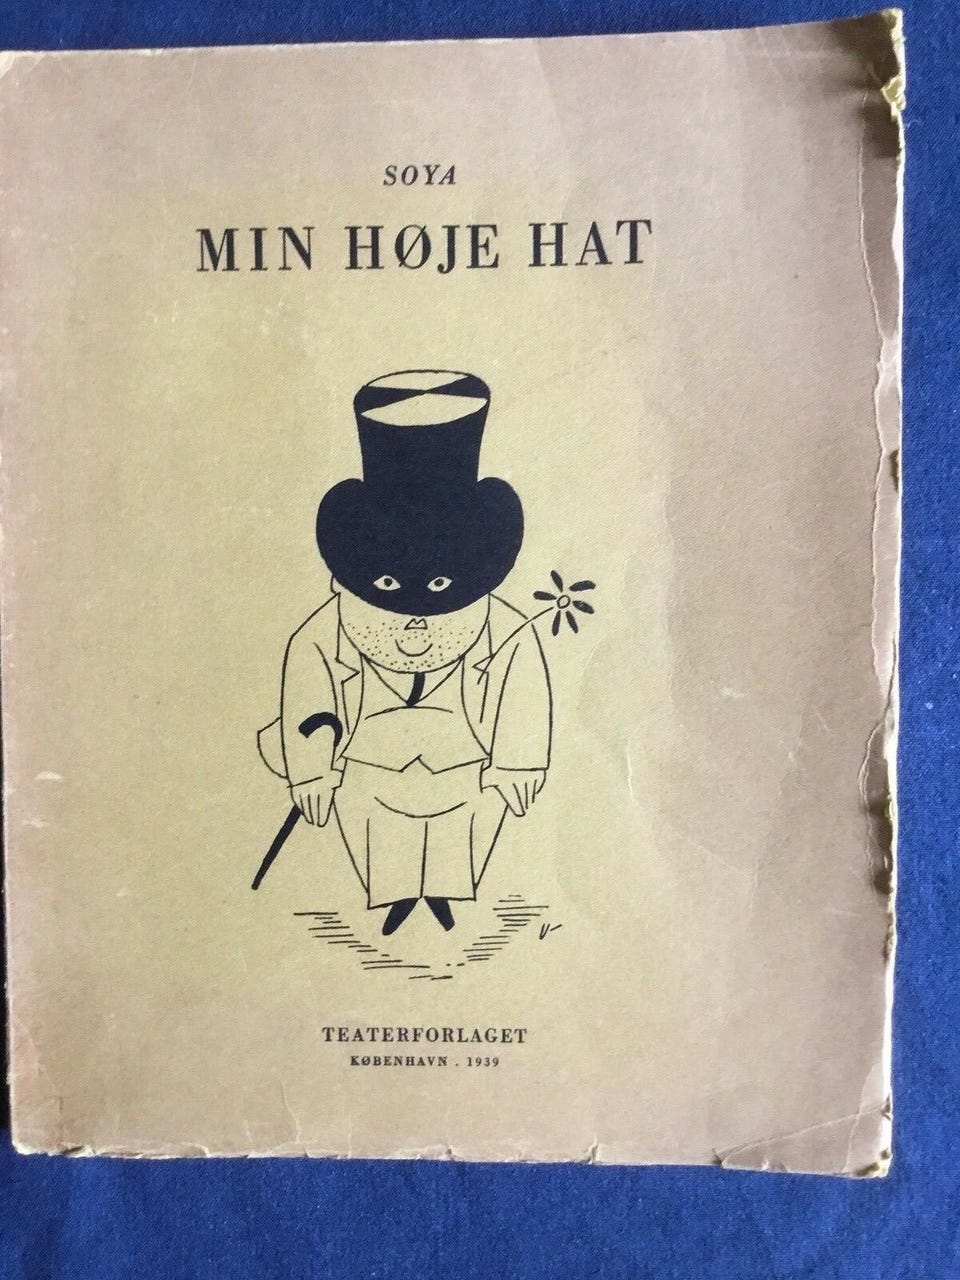 SOYA
MIN HØJE HAT
TEATERFORLAGET
KØBENHAVN . 1939